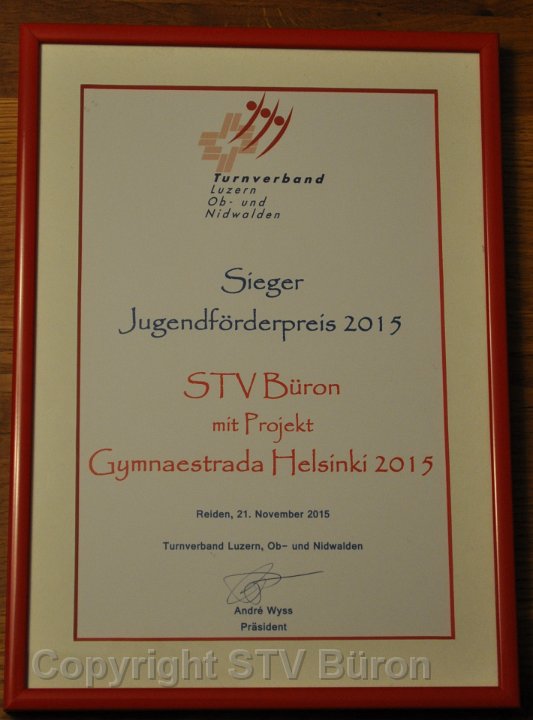 Turnverband
Luzern
Ob- und
Nidwalden
Sieger
Jugendförderpreis 2015
STV Büron
mit Projekt
Gymnaestrada Helsinki 2015
Reiden, 21. November 2015
Turnverband Luzern, Ob- und Nidwalden
André Wyss
Präsident
Copyright STV Büron